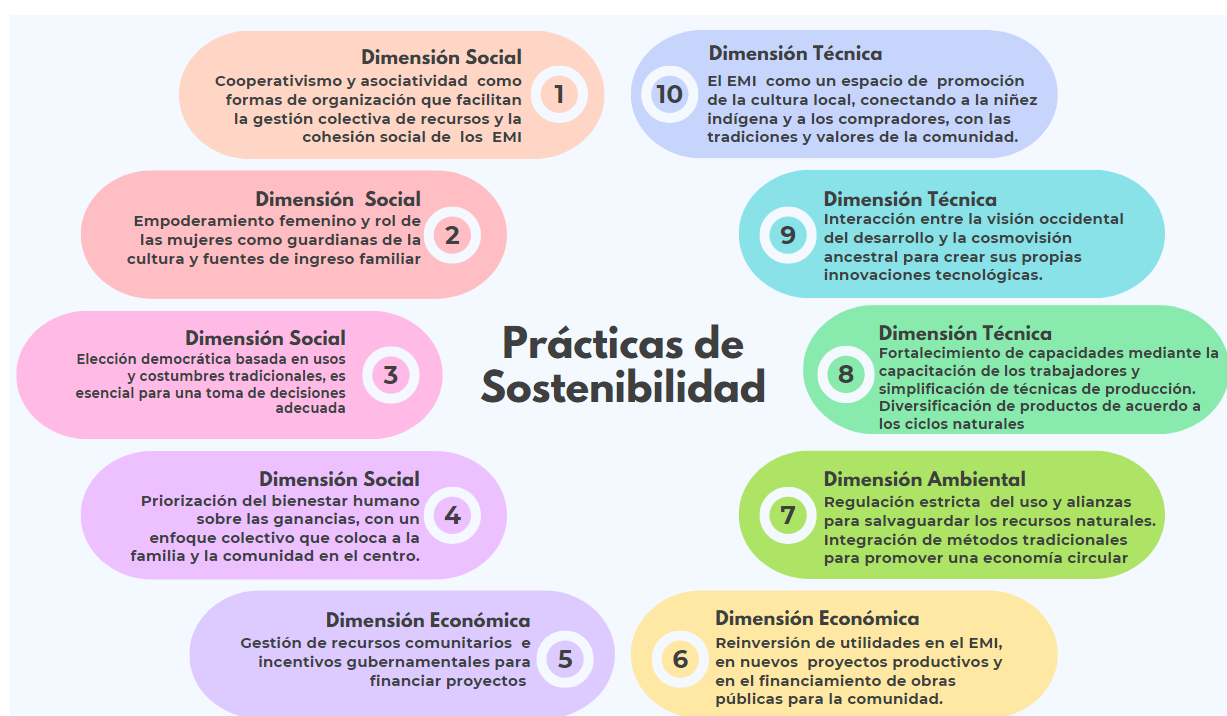 Prácticas de
Sostenibilidad
Dimensión Social
Cooperativismo y asociatividad como
formas de organización que facilitan
la gestión colectiva de recursos y la
cohesión social de los EMI
1
Dimensión Social
Empoderamiento femenino y rol de
las mujeres como guardianas de la
cultura y fuentes de ingreso familiar
2
Dimensión Social
Elección democrática basada en usos
y costumbres tradicionales, es
esencial para una toma de decisiones
adecuada
3
Dimensión Social
Priorización del bienestar humano
sobre las ganancias, con un
enfoque colectivo que coloca a la
familia y la comunidad en el centro.
4
Dimensión Económica
Gestión de recursos comunitarios e
incentivos gubernamentales para
financiar proyectos
5
Dimensión Económica
6
Reinversión de utilidades en el EMI,
en nuevos proyectos productivos y
en el financiamiento de obras
públicas para la comunidad.
Dimensión Ambiental
7
Regulación estricta del uso y alianzas
para salvaguardar los recursos naturales.
Integración de métodos tradicionales
para promover una economía circular
Dimensión Técnica
8
Fortalecimiento de capacidades mediante la
capacitación de los trabajadores y
simplificación de técnicas de producción.
Diversificación de productos de acuerdo a
los ciclos naturales
Dimensión Técnica
9
Interacción entre la visión occidental
del desarrollo y la cosmovisión
ancestral para crear sus propias
innovaciones tecnológicas.
Dimensión Técnica
10
El EMI como un espacio de promoción
de la cultura local, conectando a la niñez
indígena y a los compradores, con las
tradiciones y valores de la comunidad.